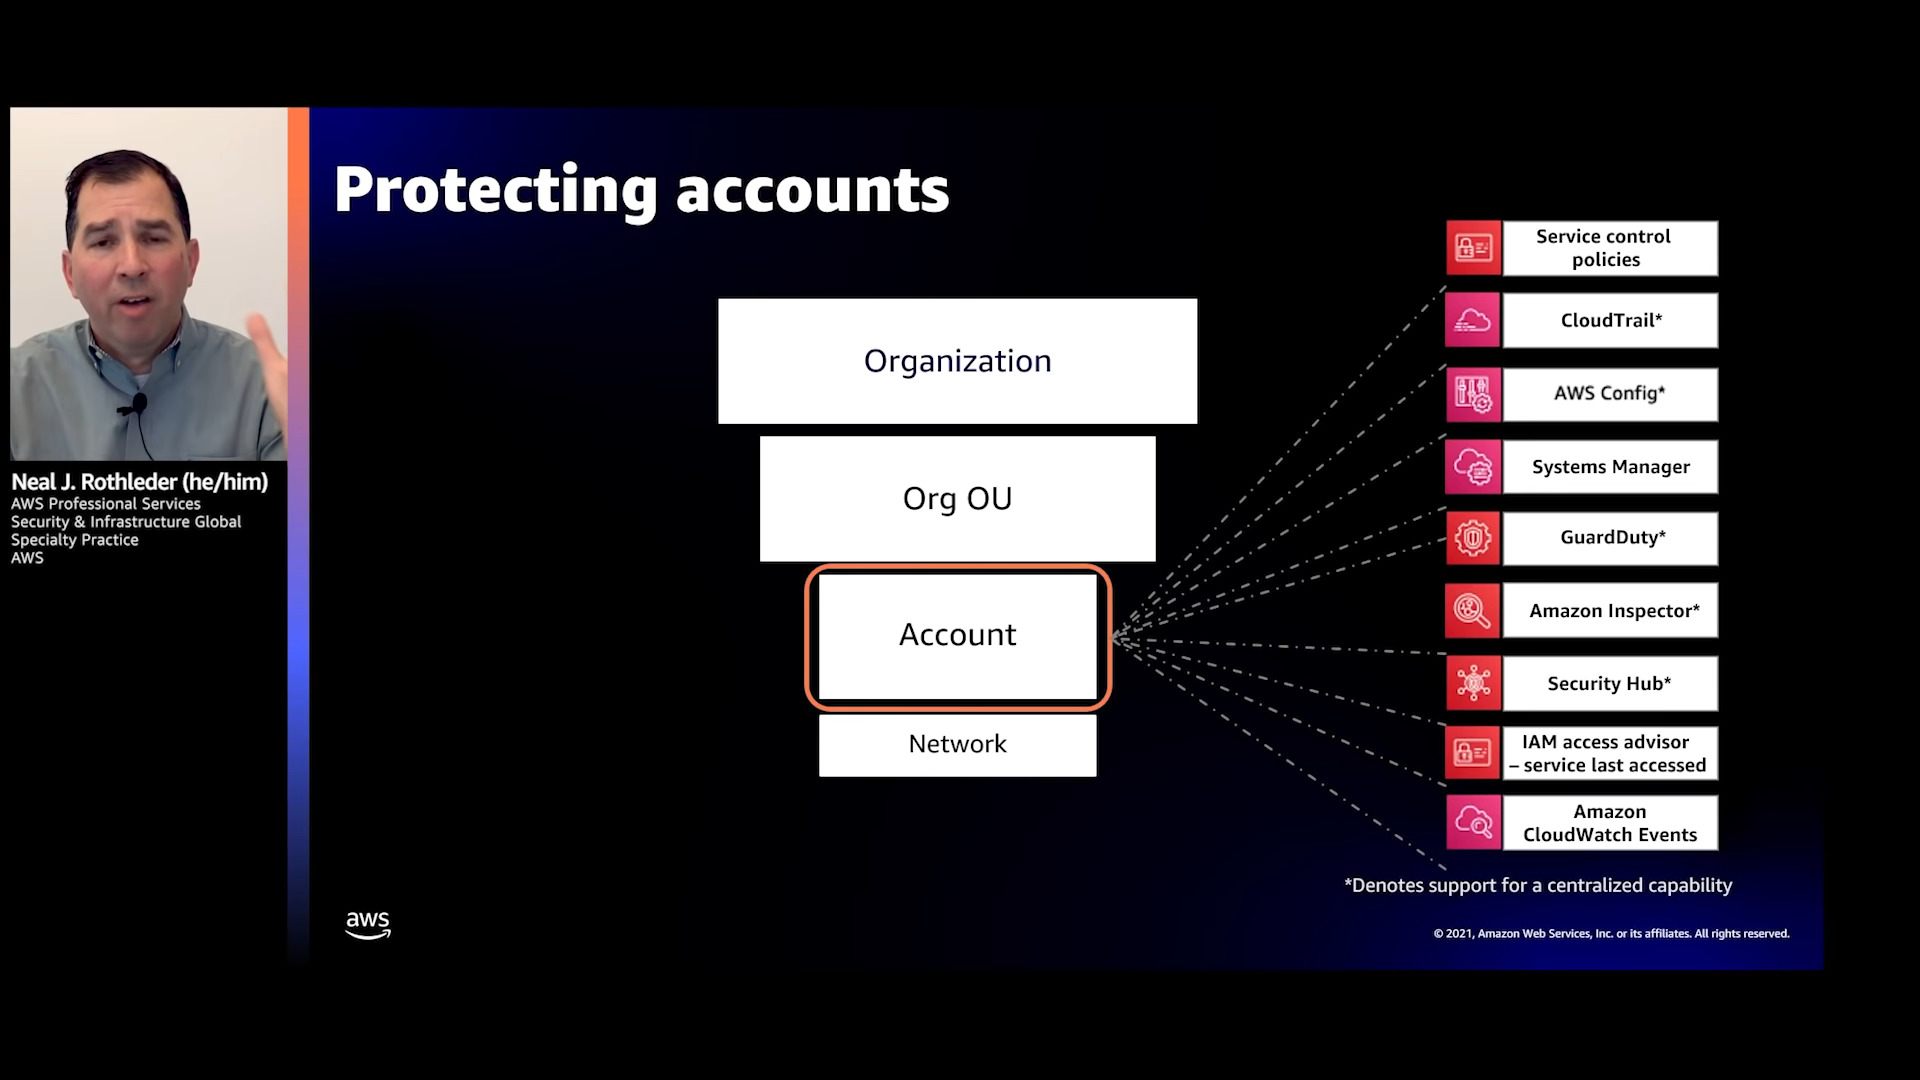 Protecting accounts
Neal J. Rothleder (he/him)
AWS Professional Services
Security & Infrastructure Global
Specialty Practice
AWS
Organization
Org OU
Account
Network
Service control
policies
CloudTrail*
AWS Config*
Systems Manager
GuardDuty*
Amazon Inspector*
Security Hub*
IAM access advisor
– service last accessed
Amazon
CloudWatch Events
*Denotes support for a centralized capability
aws
© 2021, Amazon Web Services, Inc. or its affiliates. All rights reserved.